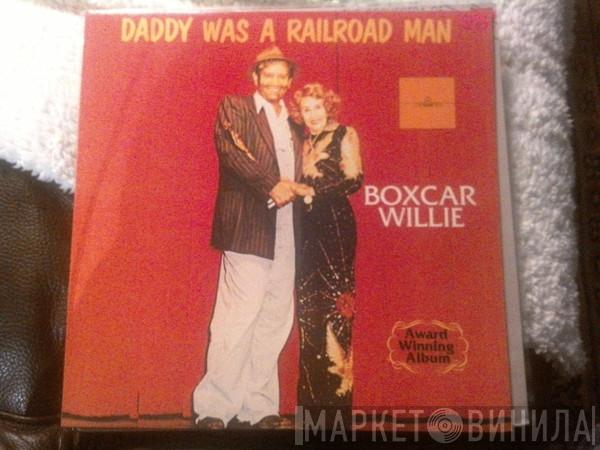 DADDY WAS A RAILROAD MAN
BOXCAR
WILLIE
Award
Winning
Album
МАРКЕТ ВИНИЛА